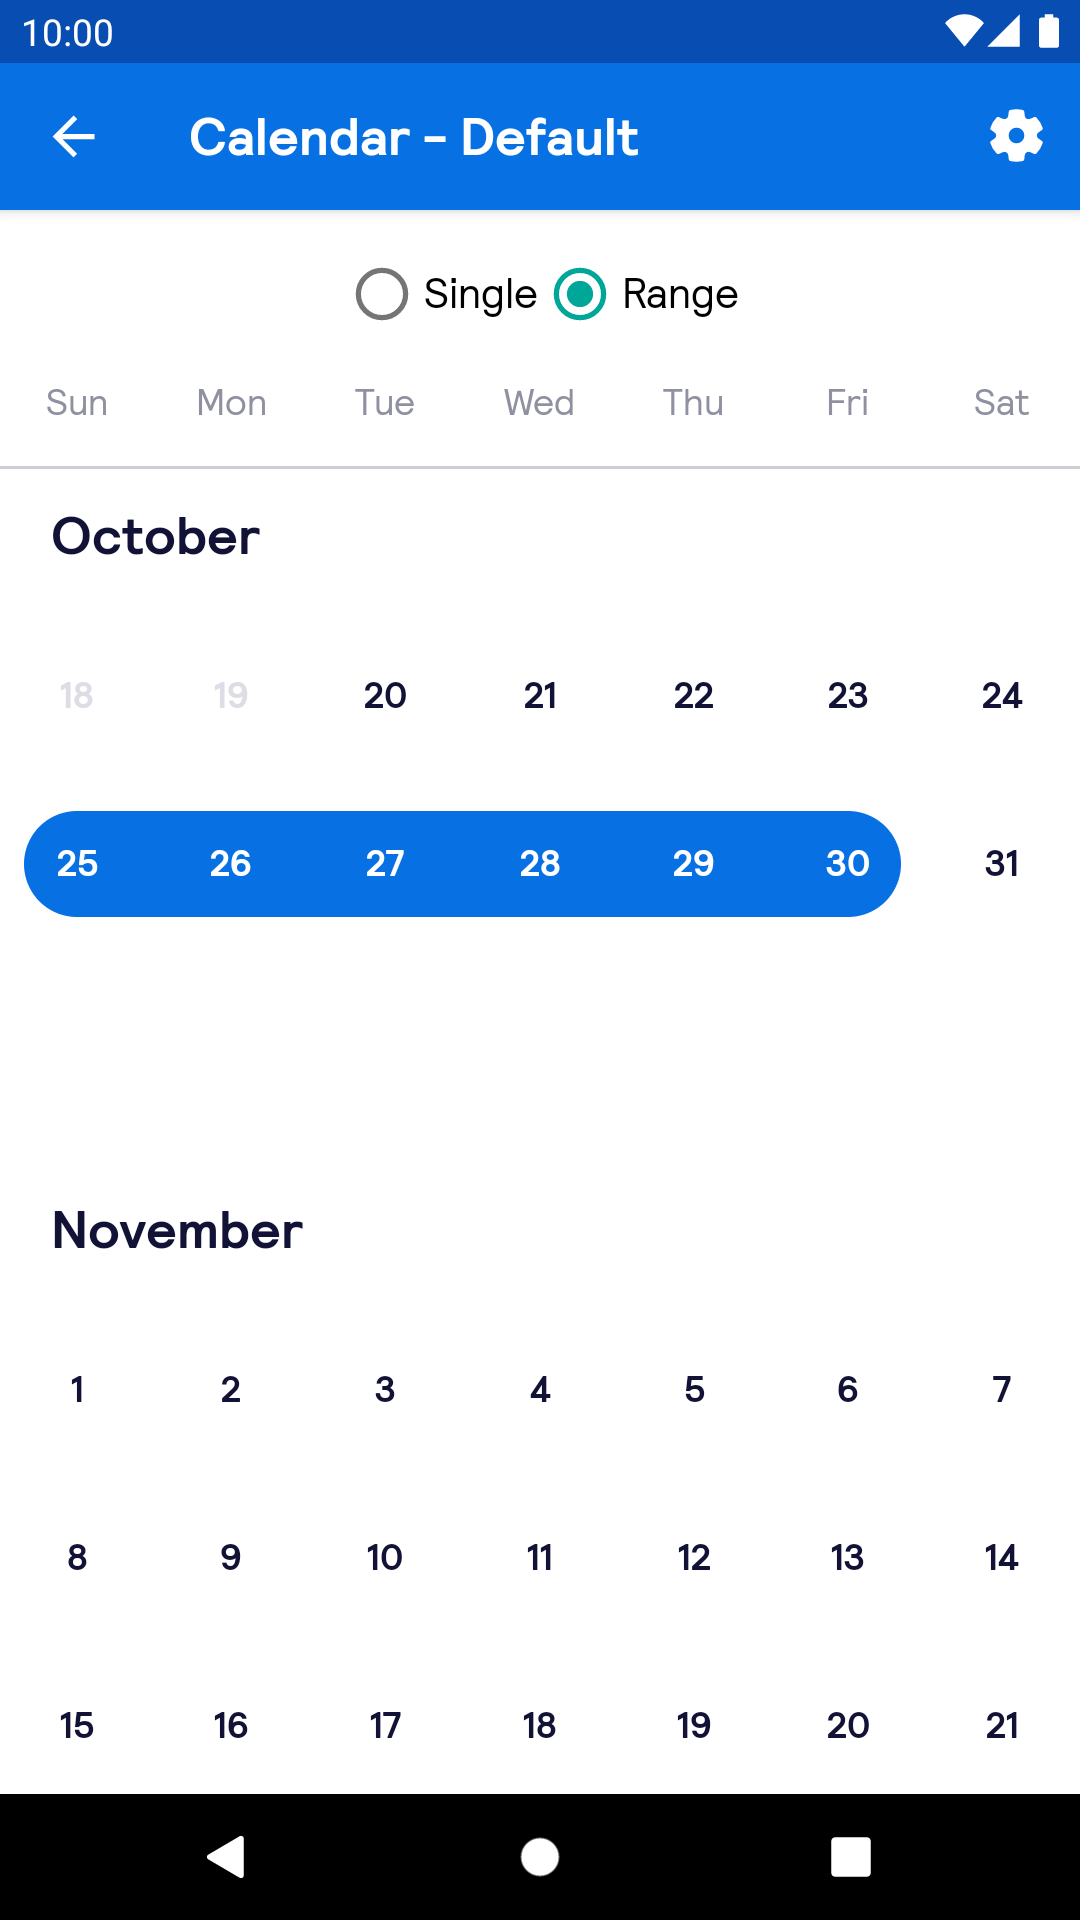 10:00
Calendar - Default
Single Range
Sun Mon Tue Wed Thu Fri Sat
October
18 19 20 21 22 23 24
25 26 27 28 29 30 31
November
1 2 3 4 5 6 7
8 9 10 11 12 13 14
15 16 17 18 19 20 21